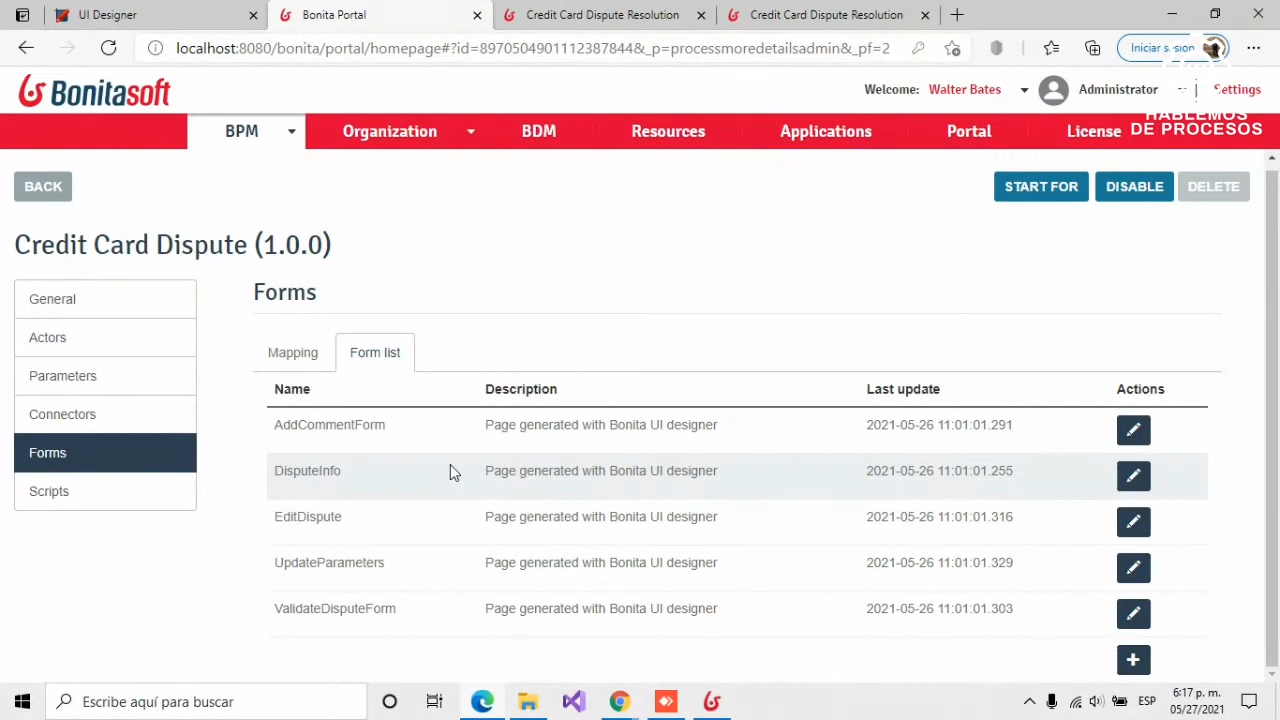 UI Designer
Bonita Portal
Credit Card Dispute Resolution
Credit Card Dispute Resolution
localhost:8080/bonita/portal/homepage#?id=8970504901112387844&_p=processmoredetailsadmin&_pf=2
Iniciar sesión
Bonitasoft
Welcome: Walter Bates
Administrator
Settings
HABLEMOS
DE PROCESOS
BPM
Organization
BDM
Resources
Applications
Portal
License
BACK
START FOR
DISABLE
DELETE
Credit Card Dispute (1.0.0)
General
Actors
Parameters
Connectors
Forms
Scripts
Forms
Mapping
Form list
Name Description Last update Actions
AddCommentForm Page generated with Bonita UI designer 2021-05-26 11:01:01.291
DisputeInfo Page generated with Bonita UI designer 2021-05-26 11:01:01.255
EditDispute Page generated with Bonita UI designer 2021-05-26 11:01:01.316
UpdateParameters Page generated with Bonita UI designer 2021-05-26 11:01:01.329
ValidateDisputeForm Page generated with Bonita UI designer 2021-05-26 11:01:01.303
Escribe aquí para buscar
ESP
6:17 p. m.
05/27/2021